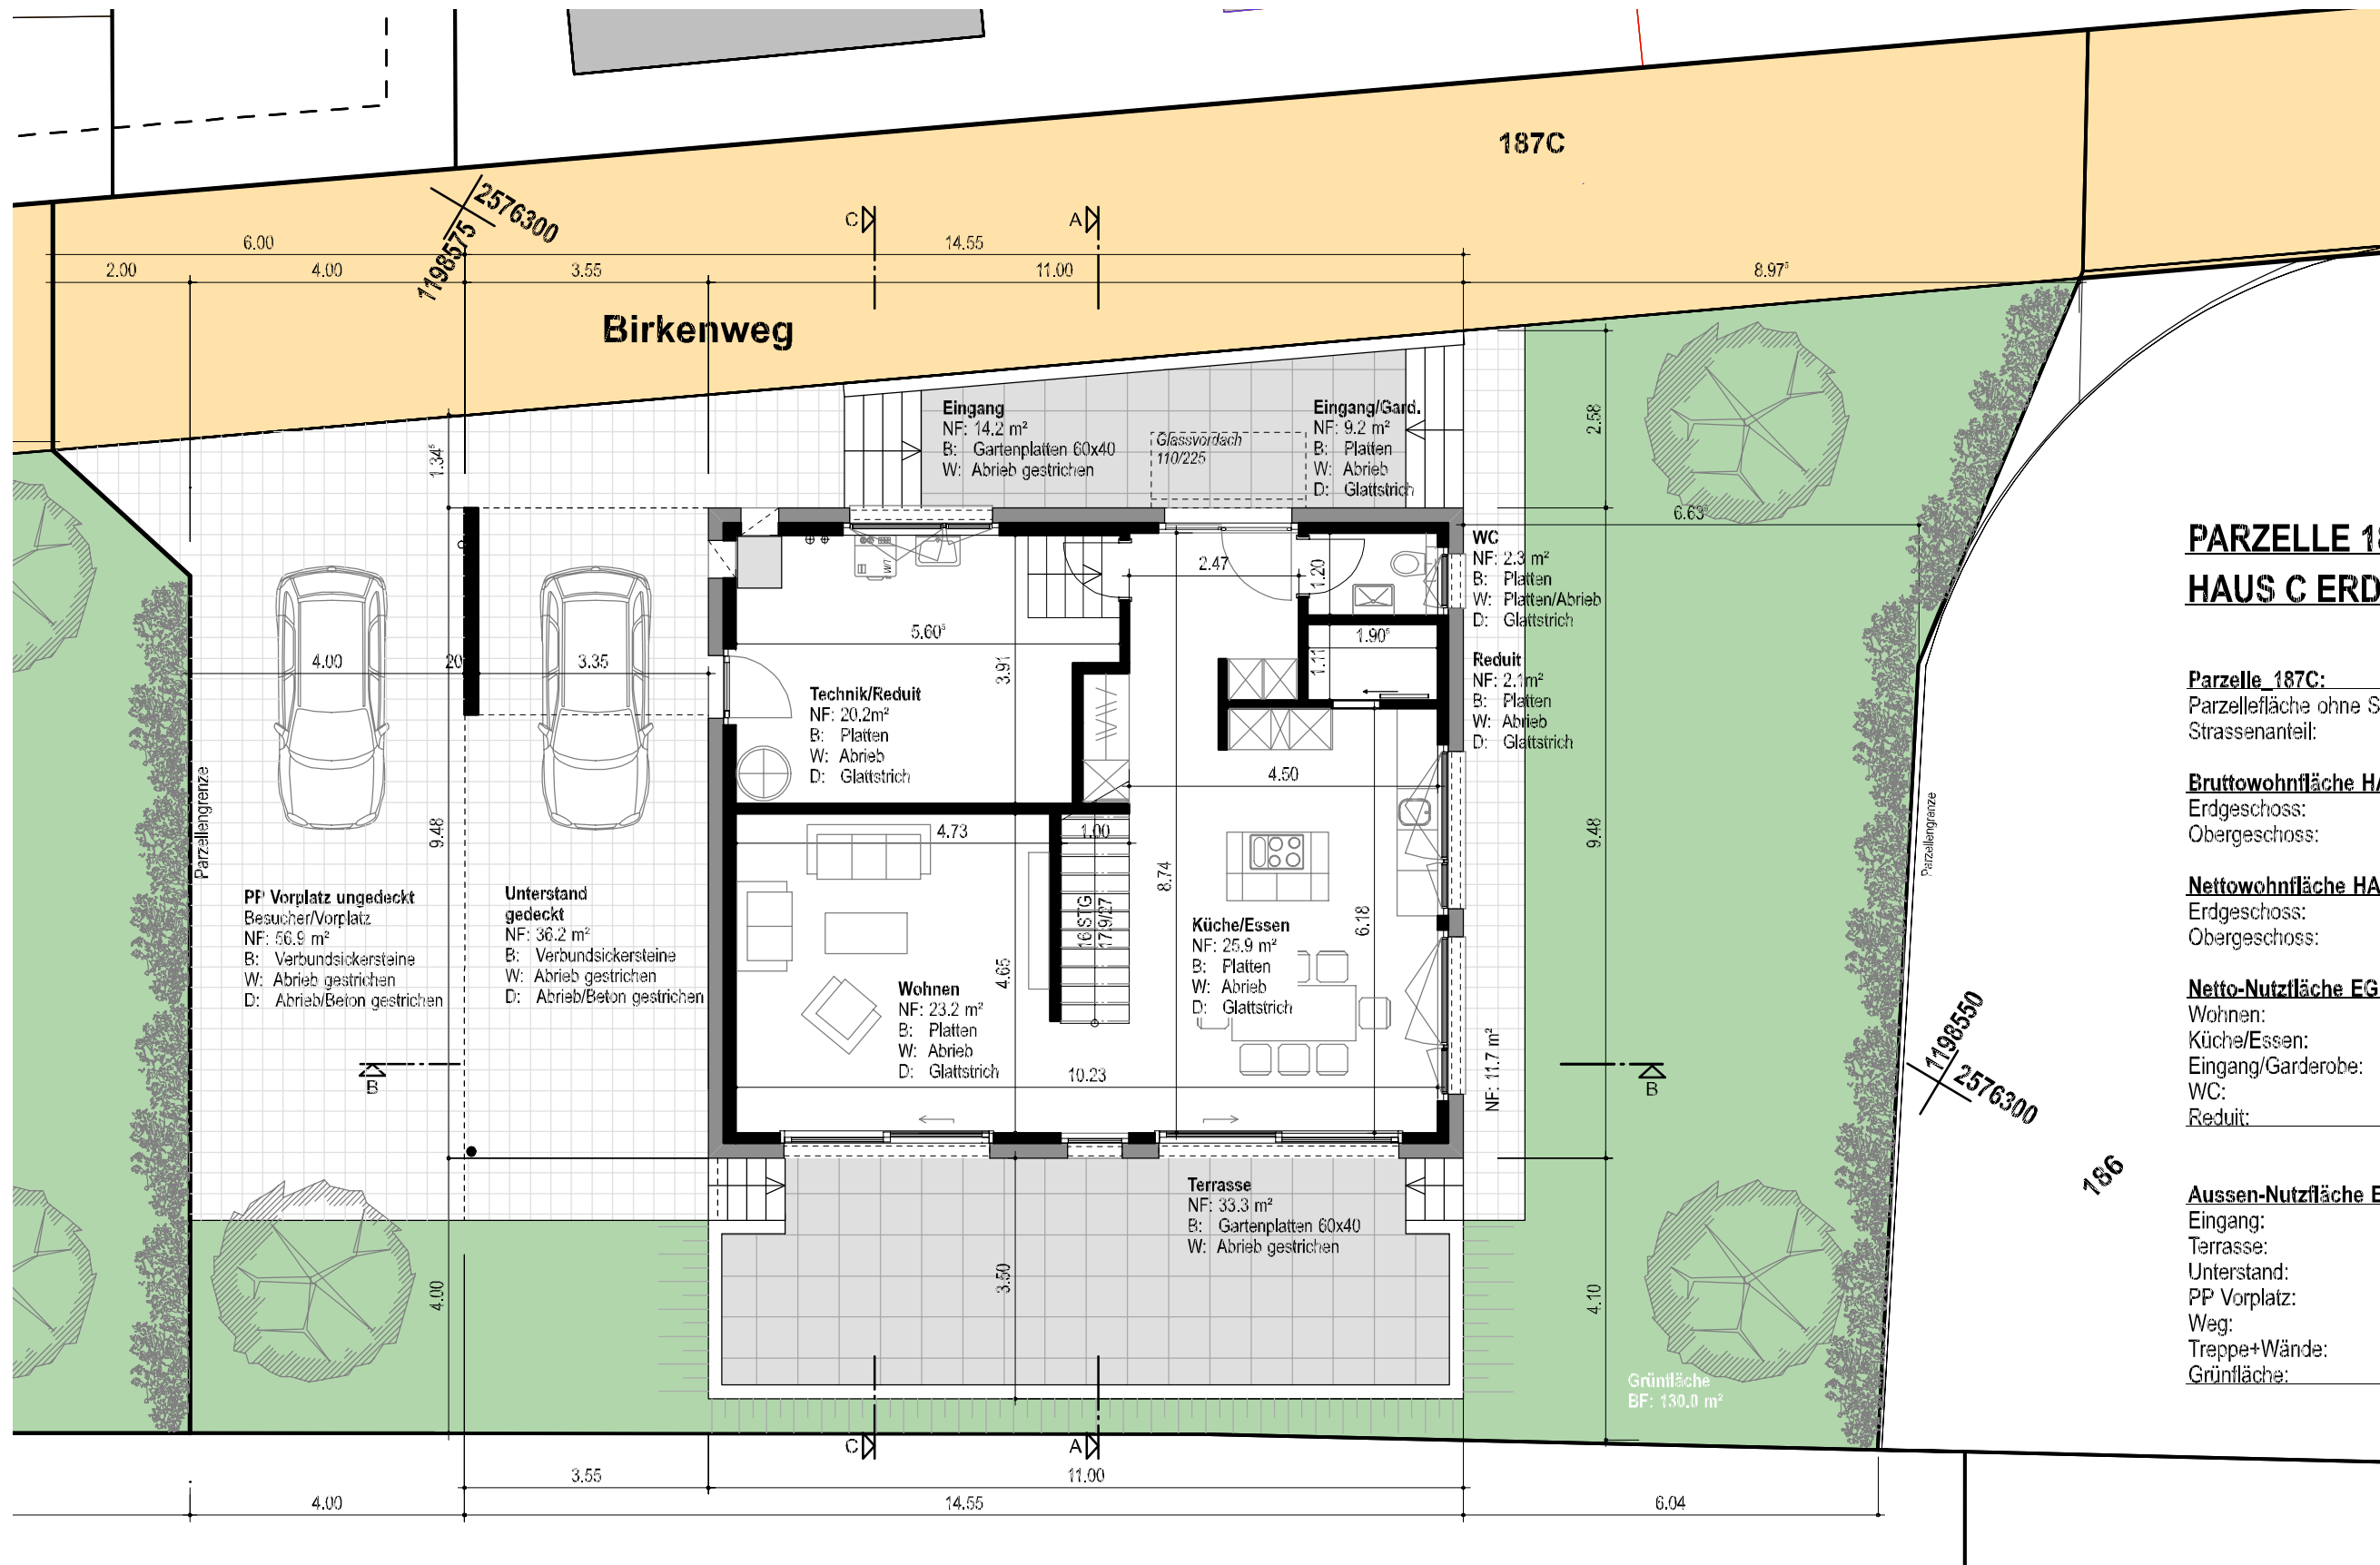 187C
2576300
1198575
C
A
6.00
14.55
2.00
4.00
3.55
11.00
8.97⁵
Birkenweg
Eingang
NF: 14.2 m²
B: Gartenplatten 60x40
W: Abrieb gestrichen
Glassvordach
110/225
Eingang/Gard.
NF: 9.2 m²
B: Platten
W: Abrieb
D: Glattstrich
2.58
1.34⁵
6.63⁵
WC
NF: 2.3 m²
B: Platten
W: Platten/Abrieb
D: Glattstrich
2.47
1.20
5.60⁵
1.90⁵
1.11
3.91
4.00
20
3.35
Reduit
NF: 2.1m²
B: Platten
W: Abrieb
D: Glattstrich
Technik/Reduit
NF: 20.2m²
B: Platten
W: Abrieb
D: Glattstrich
W/T
4.50
Parzellengrenze
Parzellengrenze
9.48
4.73
1.00
8.74
9.48
PP Vorplatz ungedeckt
Besucher/Vorplatz
NF: 56.9 m²
B: Verbundsickersteine
W: Abrieb gestrichen
D: Abrieb/Beton gestrichen
Unterstand
gedeckt
NF: 36.2 m²
B: Verbundsickersteine
W: Abrieb gestrichen
D: Abrieb/Beton gestrichen
16 STG
17.9/27
6.18
Küche/Essen
NF: 25.9 m²
B: Platten
W: Abrieb
D: Glattstrich
4.65
Wohnen
NF: 23.2 m²
B: Platten
W: Abrieb
D: Glattstrich
10.23
NF: 11.7 m²
B
B
1198550
2576300
186
Terrasse
NF: 33.3 m²
B: Gartenplatten 60x40
W: Abrieb gestrichen
4.00
3.50
4.10
Grünfläche
BF: 130.0 m²
C
A
3.55
11.00
4.00
14.55
6.04
PARZELLE 18
HAUS C ERD
Parzelle_187C:
Parzellefläche ohne S
Strassenanteil:
Bruttowohnfläche HA
Erdgeschoss:
Obergeschoss:
Nettowohnfläche HA
Erdgeschoss:
Obergeschoss:
Netto-Nutzfläche EG
Wohnen:
Küche/Essen:
Eingang/Garderobe:
WC:
Reduit:
Aussen-Nutzfläche E
Eingang:
Terrasse:
Unterstand:
PP Vorplatz:
Weg:
Treppe+Wände:
Grünfläche: